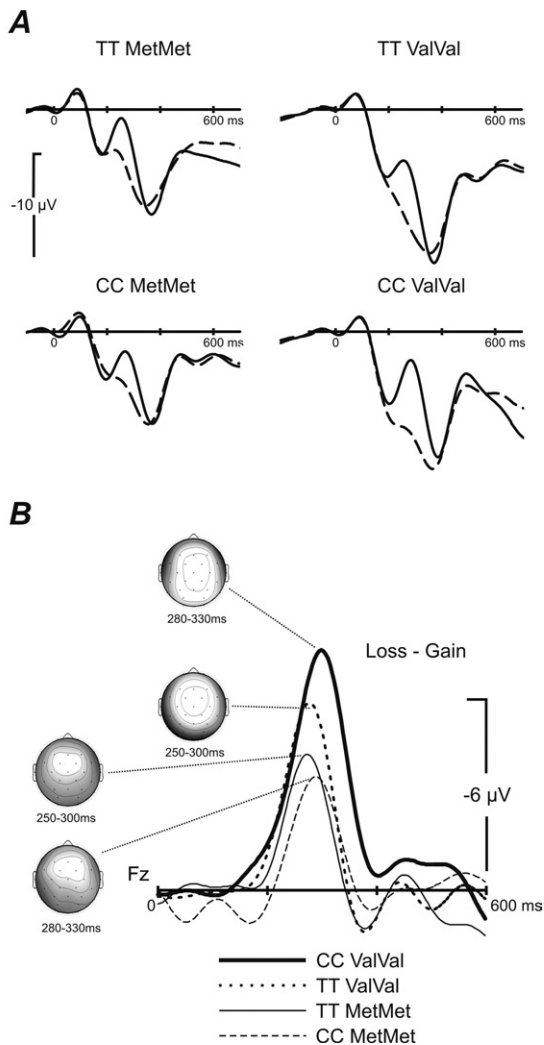 A
TT MetMet
TT ValVal
0
600 ms
0
600 ms
-10 µV
CC MetMet
CC ValVal
0
600 ms
0
600 ms
B
280-330ms
Loss - Gain
250-300ms
-6 µV
250-300ms
Fz
0
600 ms
280-330ms
CC ValVal
TT ValVal
TT MetMet
CC MetMet